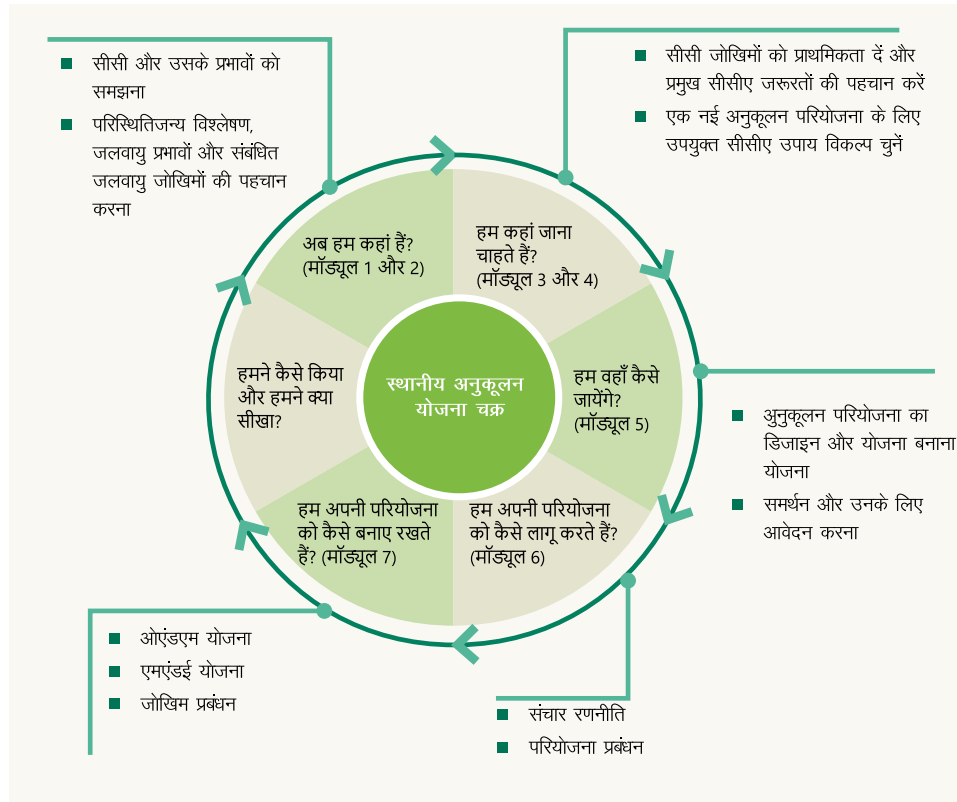 सीसी और उसके प्रभावों को
समझना
परिस्थितिजन्य विश्लेषण,
जलवायु प्रभावों और संबंधित
जलवायु जोखिमों की पहचान
करना
सीसी जोखिमों को प्राथमिकता दें और
प्रमुख सीसीए जरूरतों की पहचान करें
एक नई अनुकूलन परियोजना के लिए
उपयुक्त सीसीए उपाय विकल्प चुनें
अब हम कहां हैं?
(मॉड्यूल 1 और 2)
हम कहां जाना
चाहते हैं?
(मॉड्यूल 3 और 4)
हम वहाँ कैसे
जायेंगे?
(मॉड्यूल 5)
अुनुकूलन परियोजना का
डिजाइन और योजना बनाना
योजना
समर्थन और उनके लिए
आवेदन करना
हम अपनी परियोजना
को कैसे लागू करते हैं?
(मॉड्यूल 6)
संचार रणनीति
परियोजना प्रबंधन
हम अपनी परियोजना
को कैसे बनाए रखते
हैं? (मॉड्यूल 7)
ओएंडएम योजना
एमएंडई योजना
जोखिम प्रबंधन
हमने कैसे किया
और हमने क्या
सीखा?
स्थानीय अनुकूलन
योजना चक्र